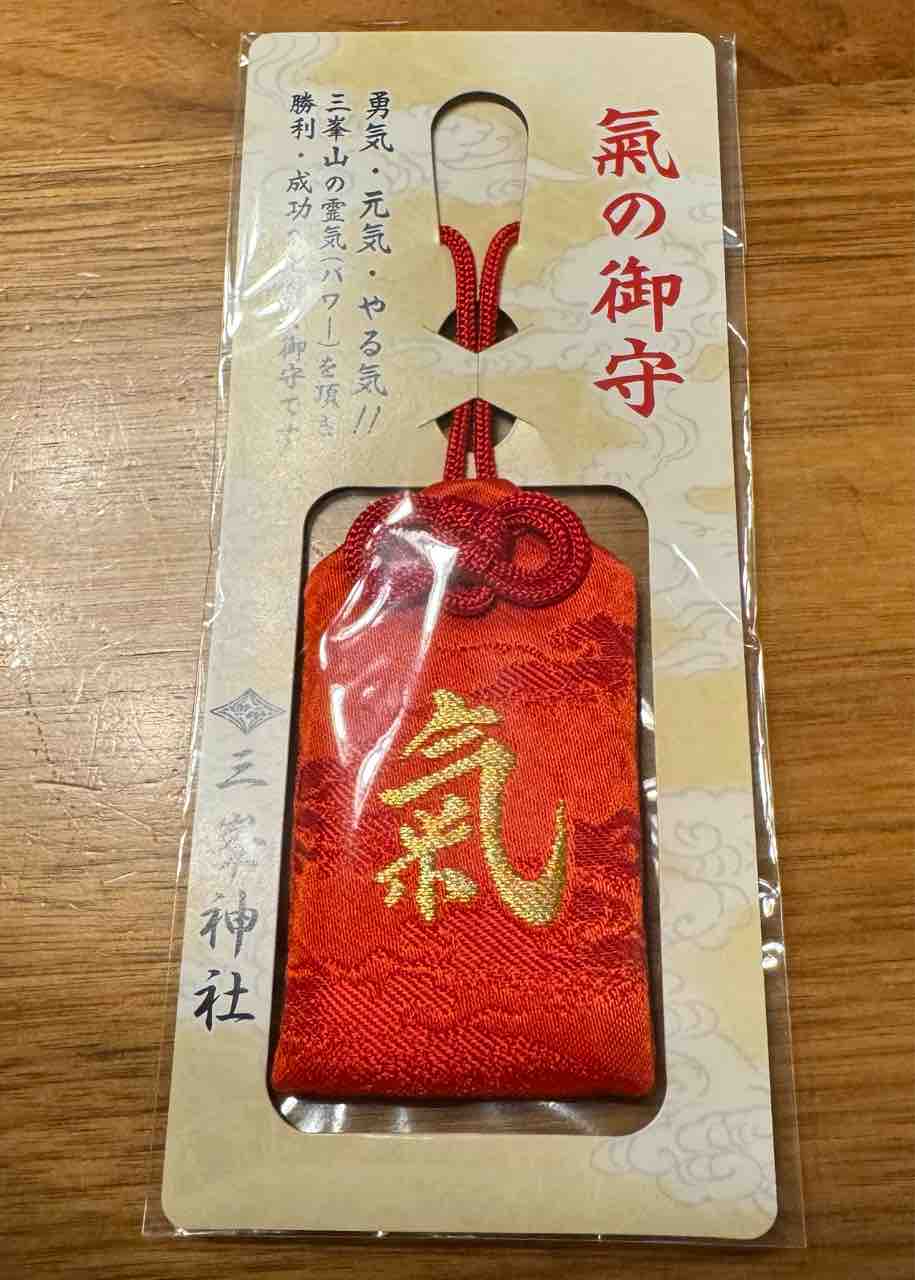 氣の御守
勇気・元気・やる気!!
三峯山の霊気(パワー)を頂き
勝利・成功の 御守です
氣
三峯神社